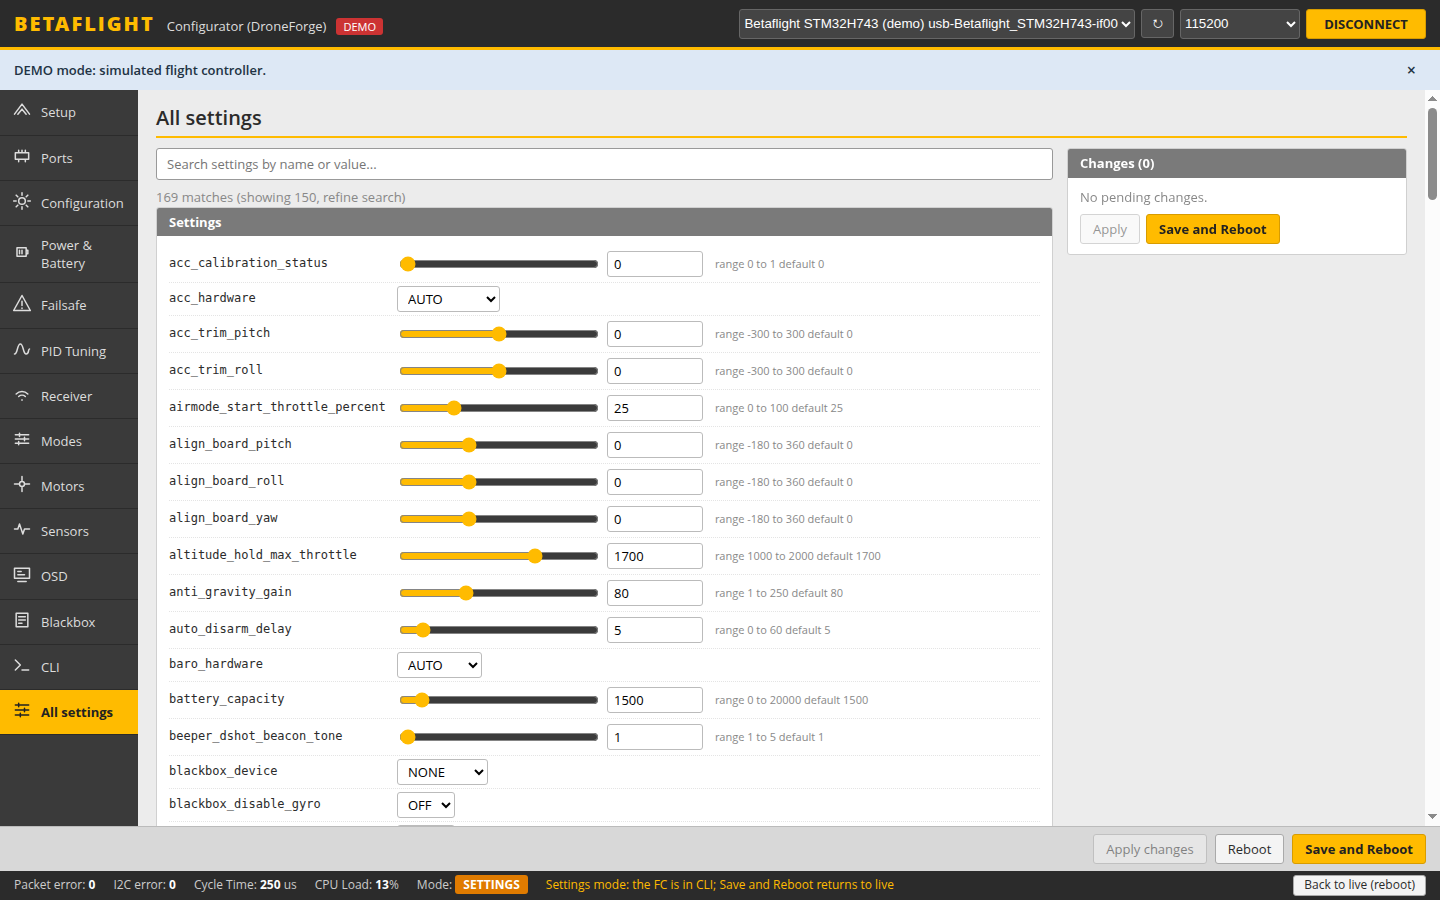 BETAFLIGHT Configurator (DroneForge) DEMO Betaflight STM32H743 (demo) usb-Betaflight_STM32H743-if00 ↻ 115200 DISCONNECT
DEMO mode: simulated flight controller. ×
Setup
Ports
Configuration
Power &
Battery
Failsafe
PID Tuning
Receiver
Modes
Motors
Sensors
OSD
Blackbox
CLI
All settings
All settings
Search settings by name or value...
169 matches (showing 150, refine search)
Settings
acc_calibration_status 0 range 0 to 1 default 0
acc_hardware AUTO
acc_trim_pitch 0 range -300 to 300 default 0
acc_trim_roll 0 range -300 to 300 default 0
airmode_start_throttle_percent 25 range 0 to 100 default 25
align_board_pitch 0 range -180 to 360 default 0
align_board_roll 0 range -180 to 360 default 0
align_board_yaw 0 range -180 to 360 default 0
altitude_hold_max_throttle 1700 range 1000 to 2000 default 1700
anti_gravity_gain 80 range 1 to 250 default 80
auto_disarm_delay 5 range 0 to 60 default 5
baro_hardware AUTO
battery_capacity 1500 range 0 to 20000 default 1500
beeper_dshot_beacon_tone 1 range 1 to 5 default 1
blackbox_device NONE
blackbox_disable_gyro OFF
Changes (0)
No pending changes.
Apply Save and Reboot
Apply changes Reboot Save and Reboot
Packet error: 0 I2C error: 0 Cycle Time: 250 us CPU Load: 13% Mode: SETTINGS Settings mode: the FC is in CLI; Save and Reboot returns to live Back to live (reboot)